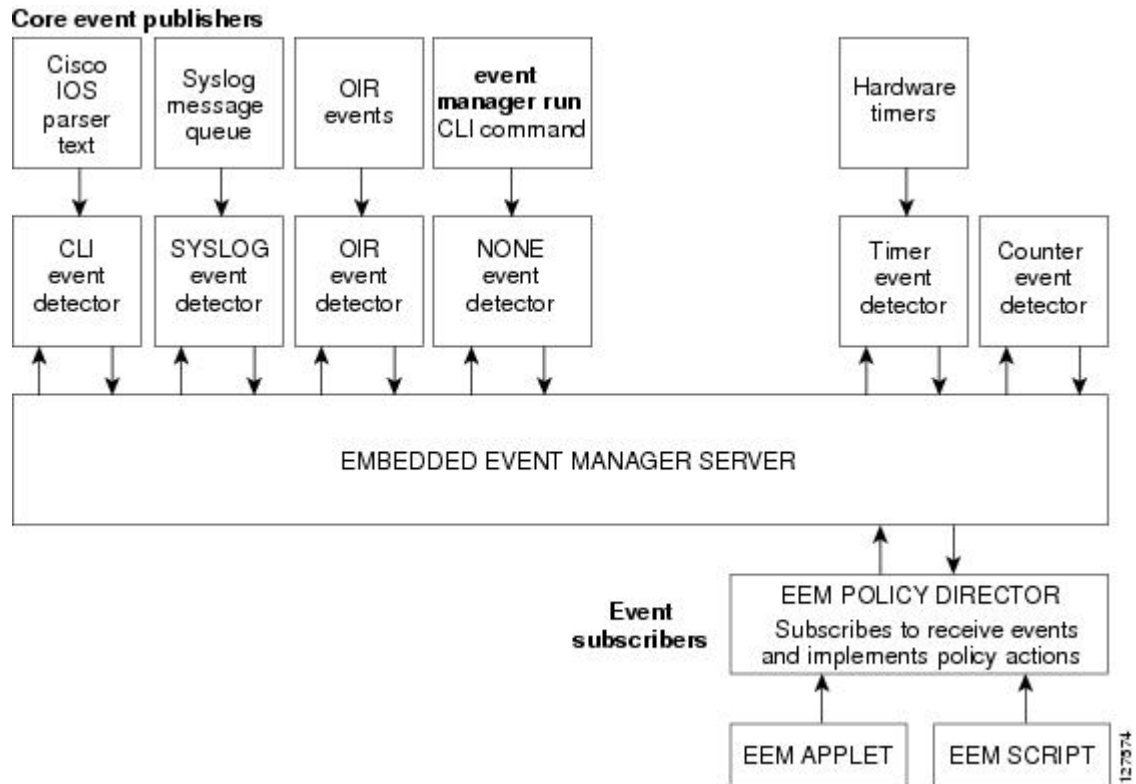 Core event publishers
Cisco
IOS
parser
text
Syslog
message
queue
OIR
events
event
manager run
CLI command
Hardware
timers
CLI
event
detector
SYSLOG
event
detector
OIR
event
detector
NONE
event
detector
Timer
event
detector
Counter
event
detector
EMBEDDED EVENT MANAGER SERVER
Event
subscribers
EEM POLICY DIRECTOR
Subscribes to receive events
and implements policy actions
EEM APPLET
EEM SCRIPT
127574